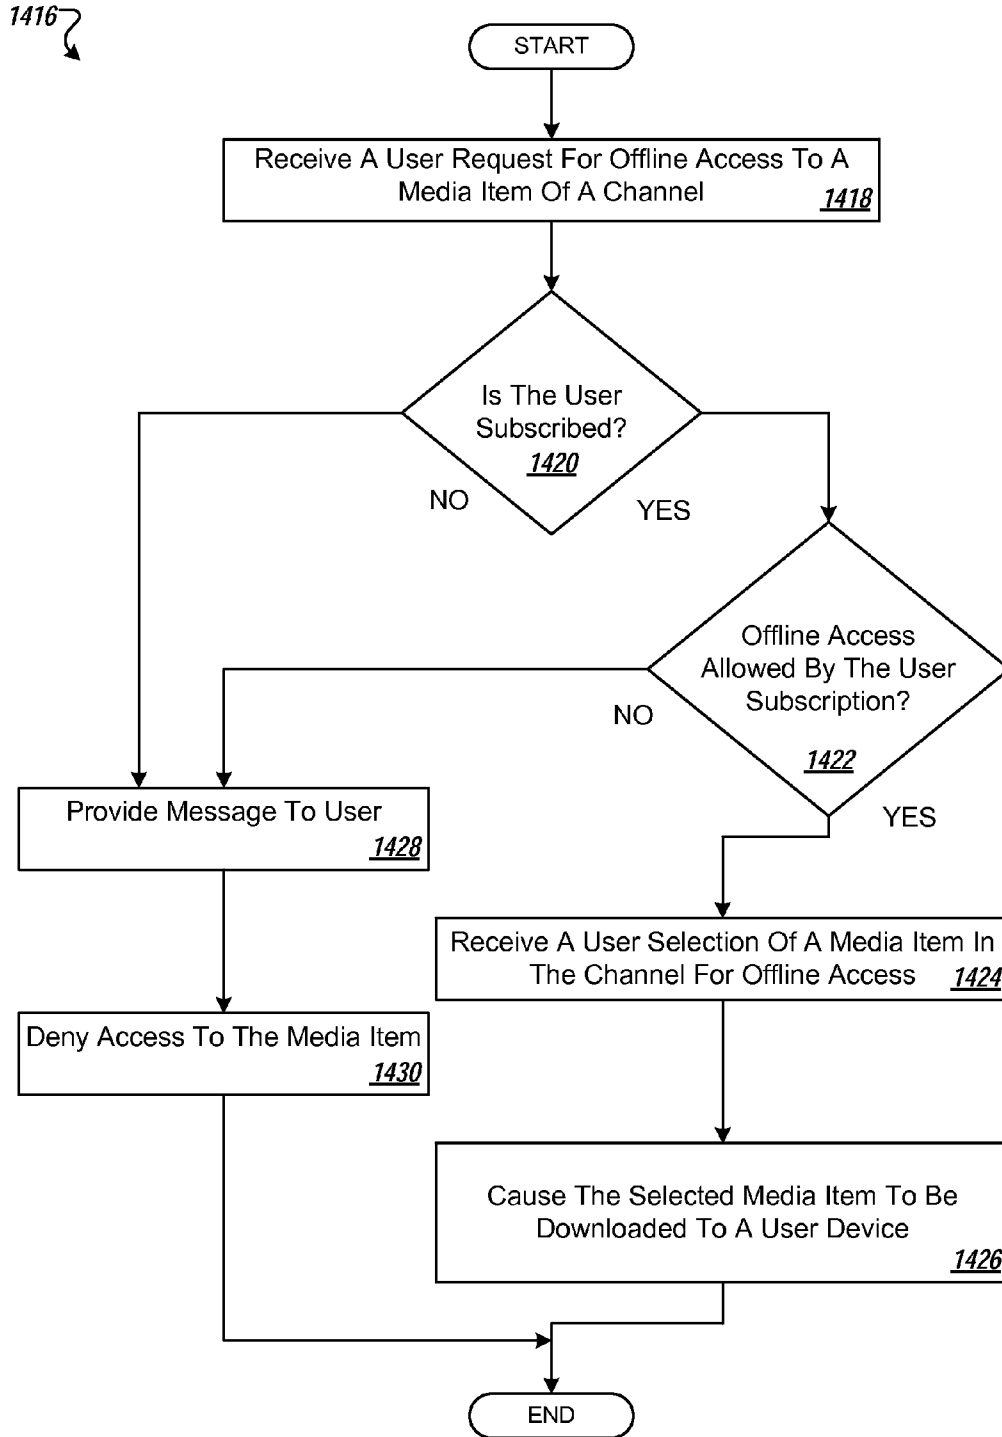 1416
START
Receive A User Request For Offline Access To A
Media Item Of A Channel
1418
Is The User
Subscribed?
1420
NO
YES
Offline Access
Allowed By The User
Subscription?
1422
NO
YES
Provide Message To User
1428
Receive A User Selection Of A Media Item In
The Channel For Offline Access
1424
Deny Access To The Media Item
1430
Cause The Selected Media Item To Be
Downloaded To A User Device
1426
END